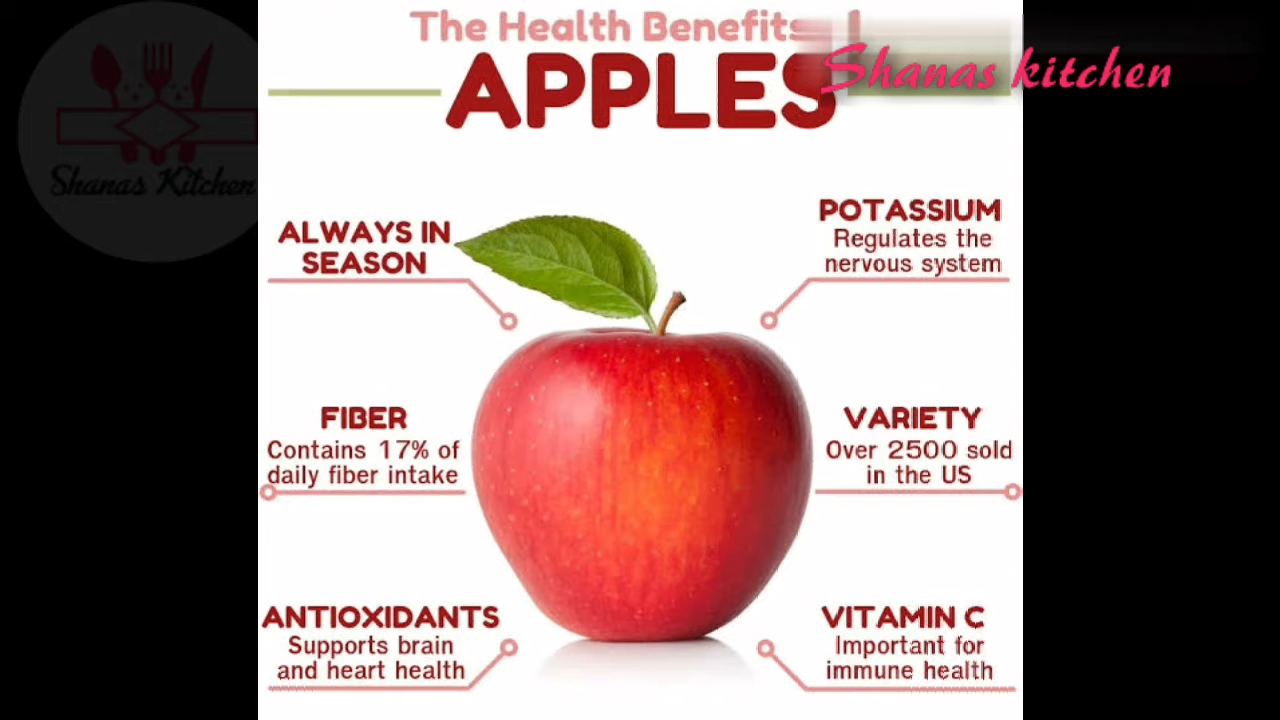 The Health Benefits
APPLES
Shanas kitchen
Shanas Kitchen
ALWAYS IN
SEASON
POTASSIUM
Regulates the
nervous system
FIBER
Contains 17% of
daily fiber intake
VARIETY
Over 2500 sold
in the US
ANTIOXIDANTS
Supports brain
and heart health
VITAMIN C
Important for
immune health